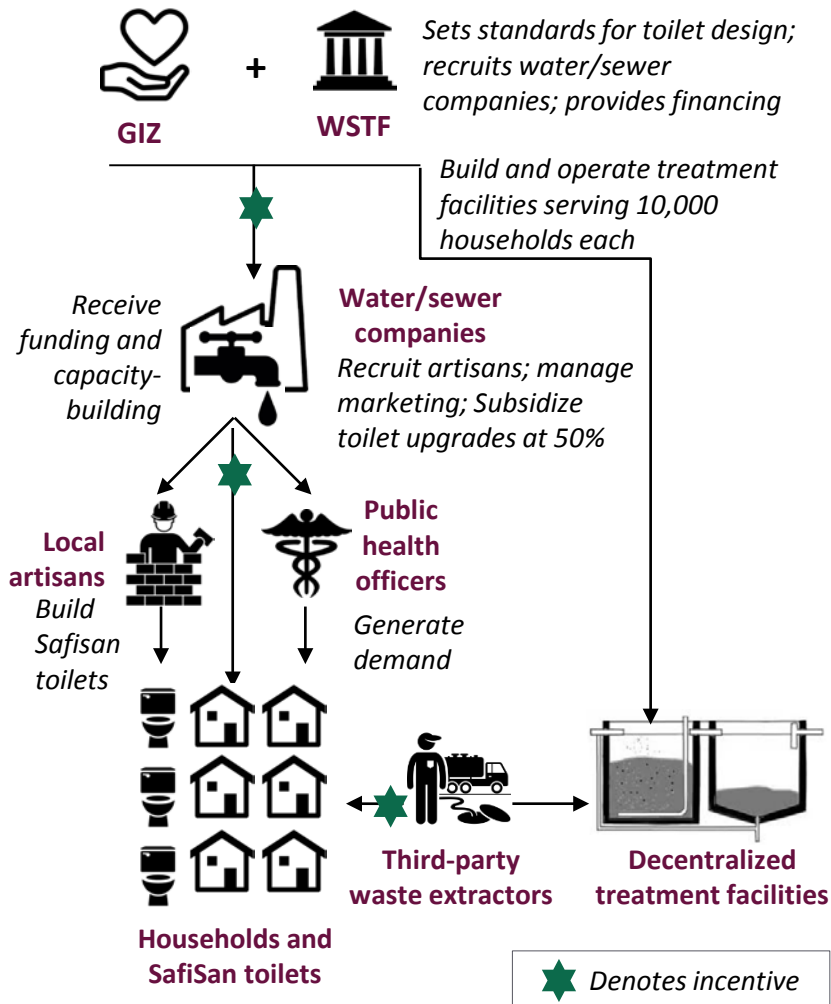 Sets standards for toilet design;
recruits water/sewer
companies; provides financing
+
GIZ
WSTF
Build and operate treatment
facilities serving 10,000
households each
Receive
funding and
capacity-
building
Water/sewer
companies
Recruit artisans; manage
marketing; Subsidize
toilet upgrades at 50%
Local
artisans
Build
Safisan
toilets
Public
health
officers
Generate
demand
Third-party
waste extractors
Decentralized
treatment facilities
Households and
SafiSan toilets
Denotes incentive